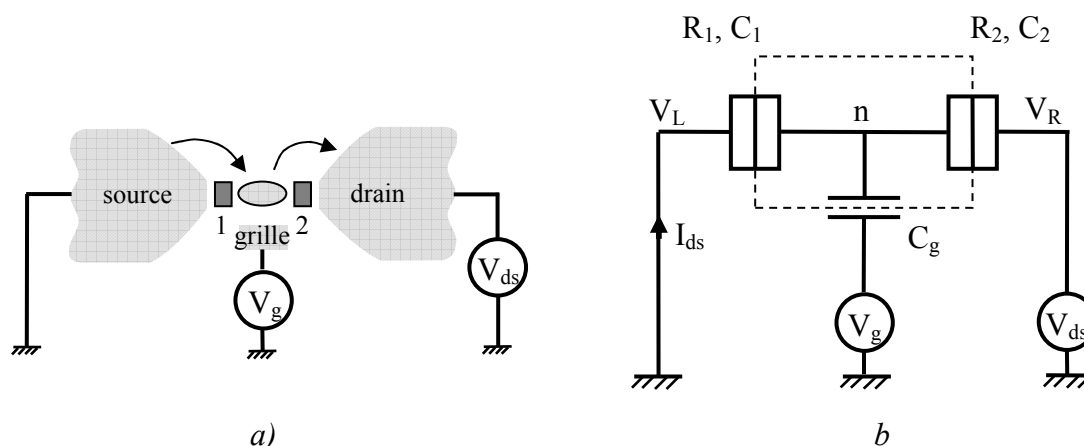 source
drain
1
2
grille
V_g
V_ds
a)
R_1, C_1
R_2, C_2
V_L
n
V_R
I_ds
C_g
V_g
V_ds
b